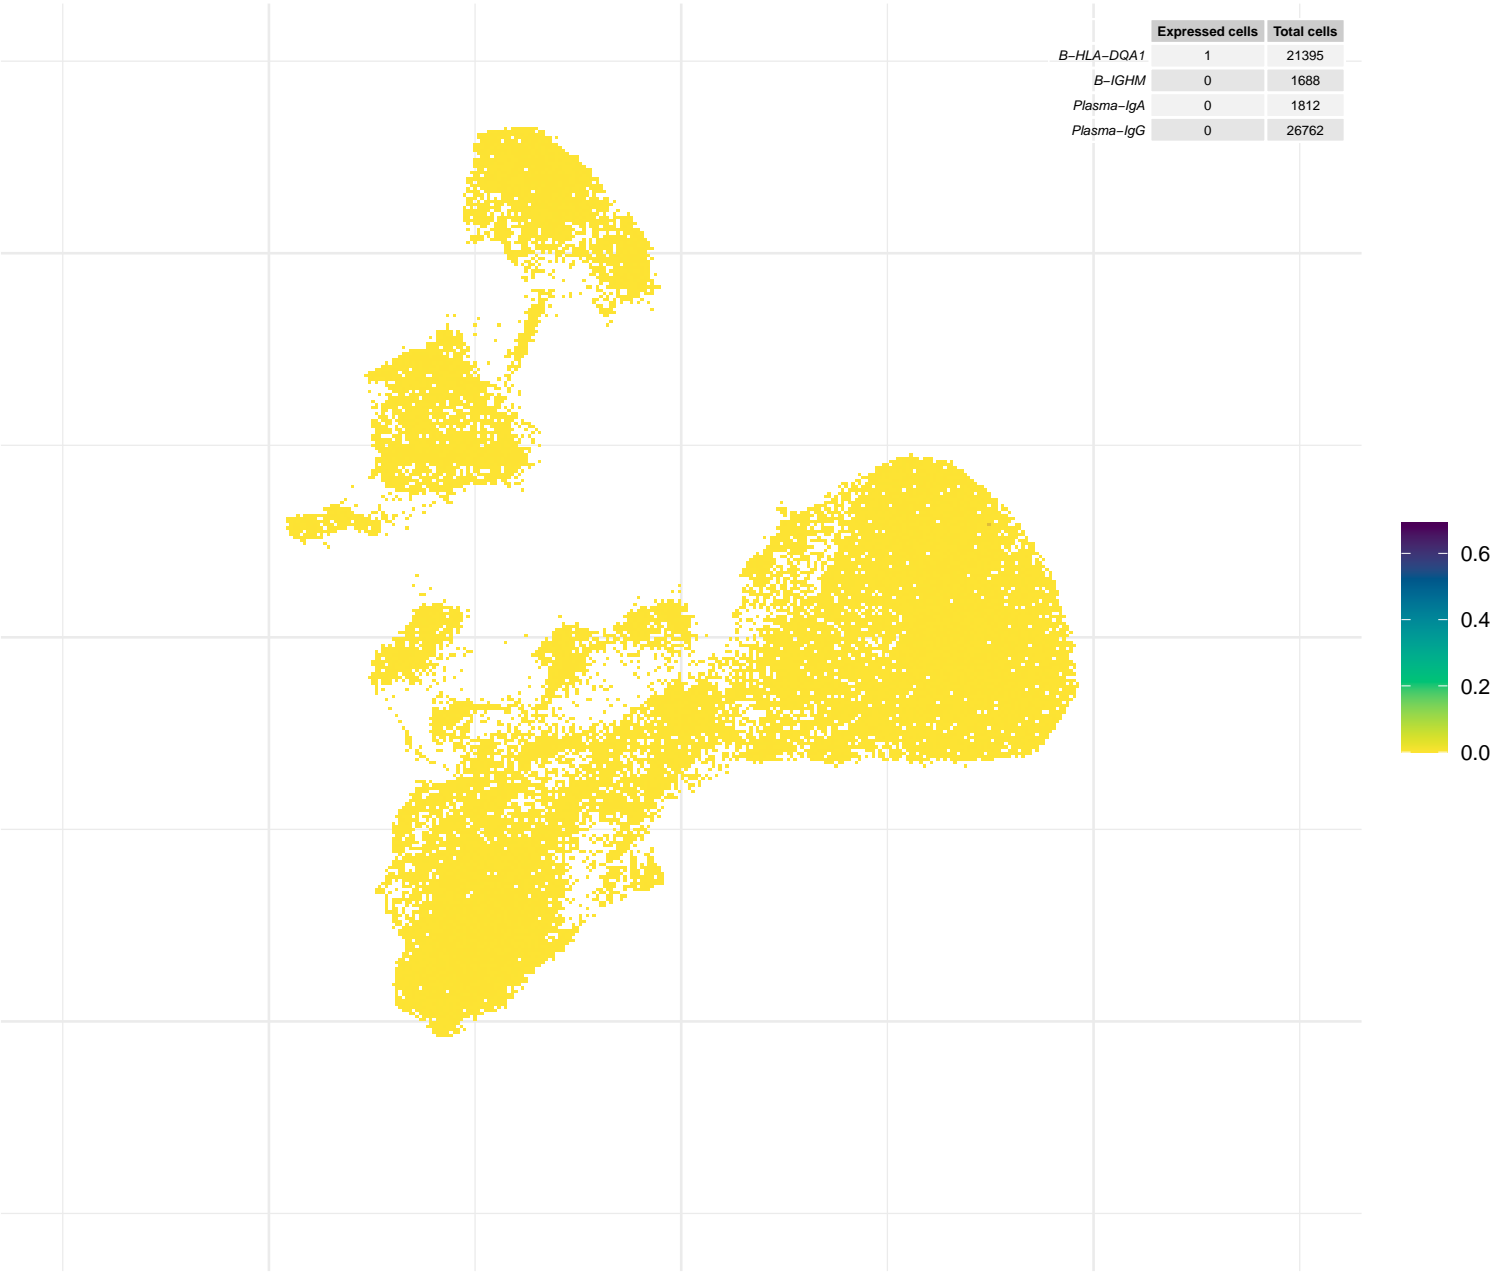 Expressed cells Total cells
B−HLA−DQA1 1 21395
B−IGHM 0 1688
Plasma−IgA 0 1812
Plasma−IgG 0 26762
0.6
0.4
0.2
0.0